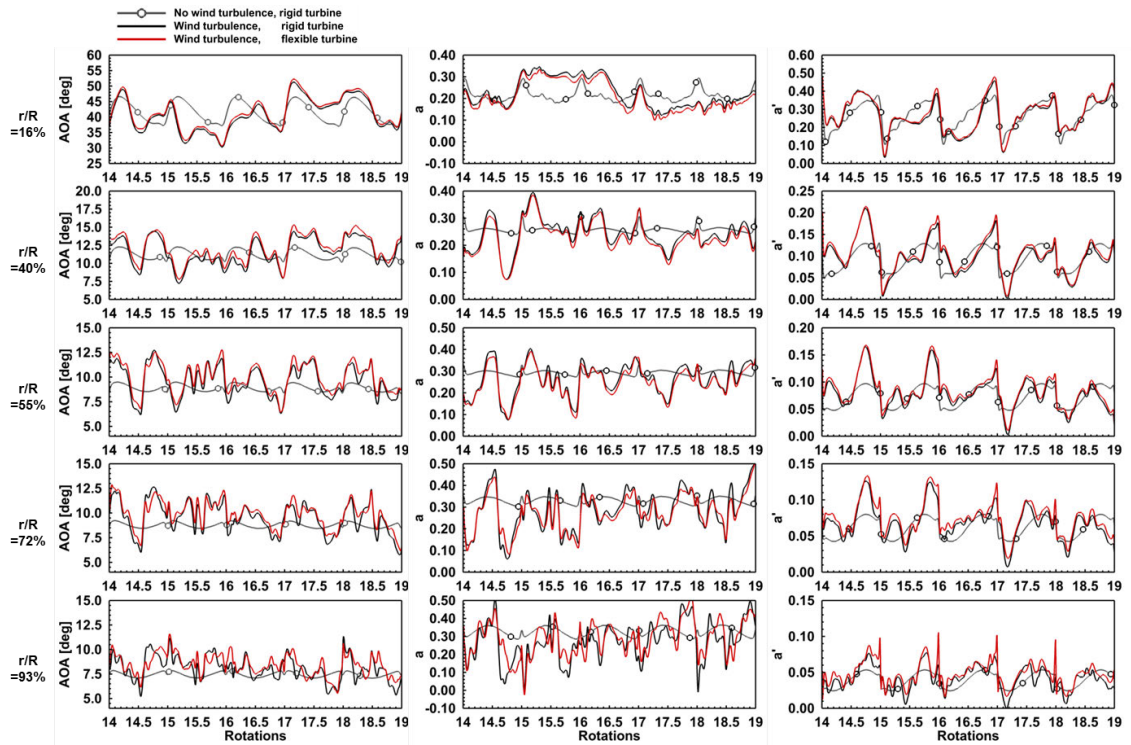 No wind turbulence, rigid turbine
Wind turbulence, rigid turbine
Wind turbulence, flexible turbine
r/R
=16%
AOA [deg]
60
55
50
45
40
35
30
25
14 14.5 15 15.5 16 16.5 17 17.5 18 18.5 19
a
0.40
0.30
0.20
0.10
0.00
-0.10
14 14.5 15 15.5 16 16.5 17 17.5 18 18.5 19
a'
0.60
0.50
0.40
0.30
0.20
0.10
0.00
14 14.5 15 15.5 16 16.5 17 17.5 18 18.5 19
r/R
=40%
AOA [deg]
20.0
17.5
15.0
12.5
10.0
7.5
5.0
14 14.5 15 15.5 16 16.5 17 17.5 18 18.5 19
a
0.40
0.30
0.20
0.10
0.00
14 14.5 15 15.5 16 16.5 17 17.5 18 18.5 19
a'
0.25
0.20
0.15
0.10
0.05
0.00
14 14.5 15 15.5 16 16.5 17 17.5 18 18.5 19
r/R
=55%
AOA [deg]
15.0
12.5
10.0
7.5
5.0
14 14.5 15 15.5 16 16.5 17 17.5 18 18.5 19
a
0.50
0.40
0.30
0.20
0.10
0.00
14 14.5 15 15.5 16 16.5 17 17.5 18 18.5 19
a'
0.20
0.15
0.10
0.05
0.00
14 14.5 15 15.5 16 16.5 17 17.5 18 18.5 19
r/R
=72%
AOA [deg]
15.0
12.5
10.0
7.5
5.0
14 14.5 15 15.5 16 16.5 17 17.5 18 18.5 19
a
0.50
0.40
0.30
0.20
0.10
0.00
14 14.5 15 15.5 16 16.5 17 17.5 18 18.5 19
a'
0.15
0.10
0.05
0.00
14 14.5 15 15.5 16 16.5 17 17.5 18 18.5 19
r/R
=93%
AOA [deg]
15.0
12.5
10.0
7.5
5.0
14 14.5 15 15.5 16 16.5 17 17.5 18 18.5 19
Rotations
a
0.50
0.40
0.30
0.20
0.10
0.00
-0.10
14 14.5 15 15.5 16 16.5 17 17.5 18 18.5 19
Rotations
a'
0.15
0.10
0.05
0.00
14 14.5 15 15.5 16 16.5 17 17.5 18 18.5 19
Rotations